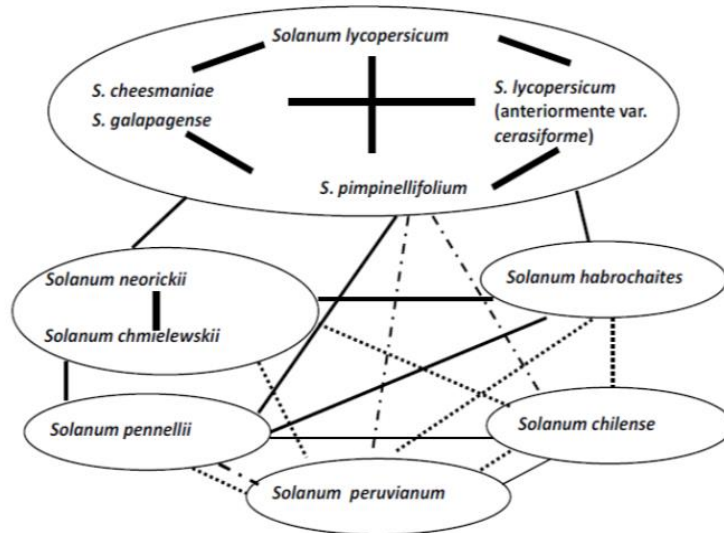 Solanum lycopersicum
S. cheesmaniae
S. galapagense
S. lycopersicum
(anteriormente var.
cerasiforme)
S. pimpinellifolium
Solanum neorickii
Solanum chmielewskii
Solanum habrochaites
Solanum pennellii
Solanum chilense
Solanum peruvianum